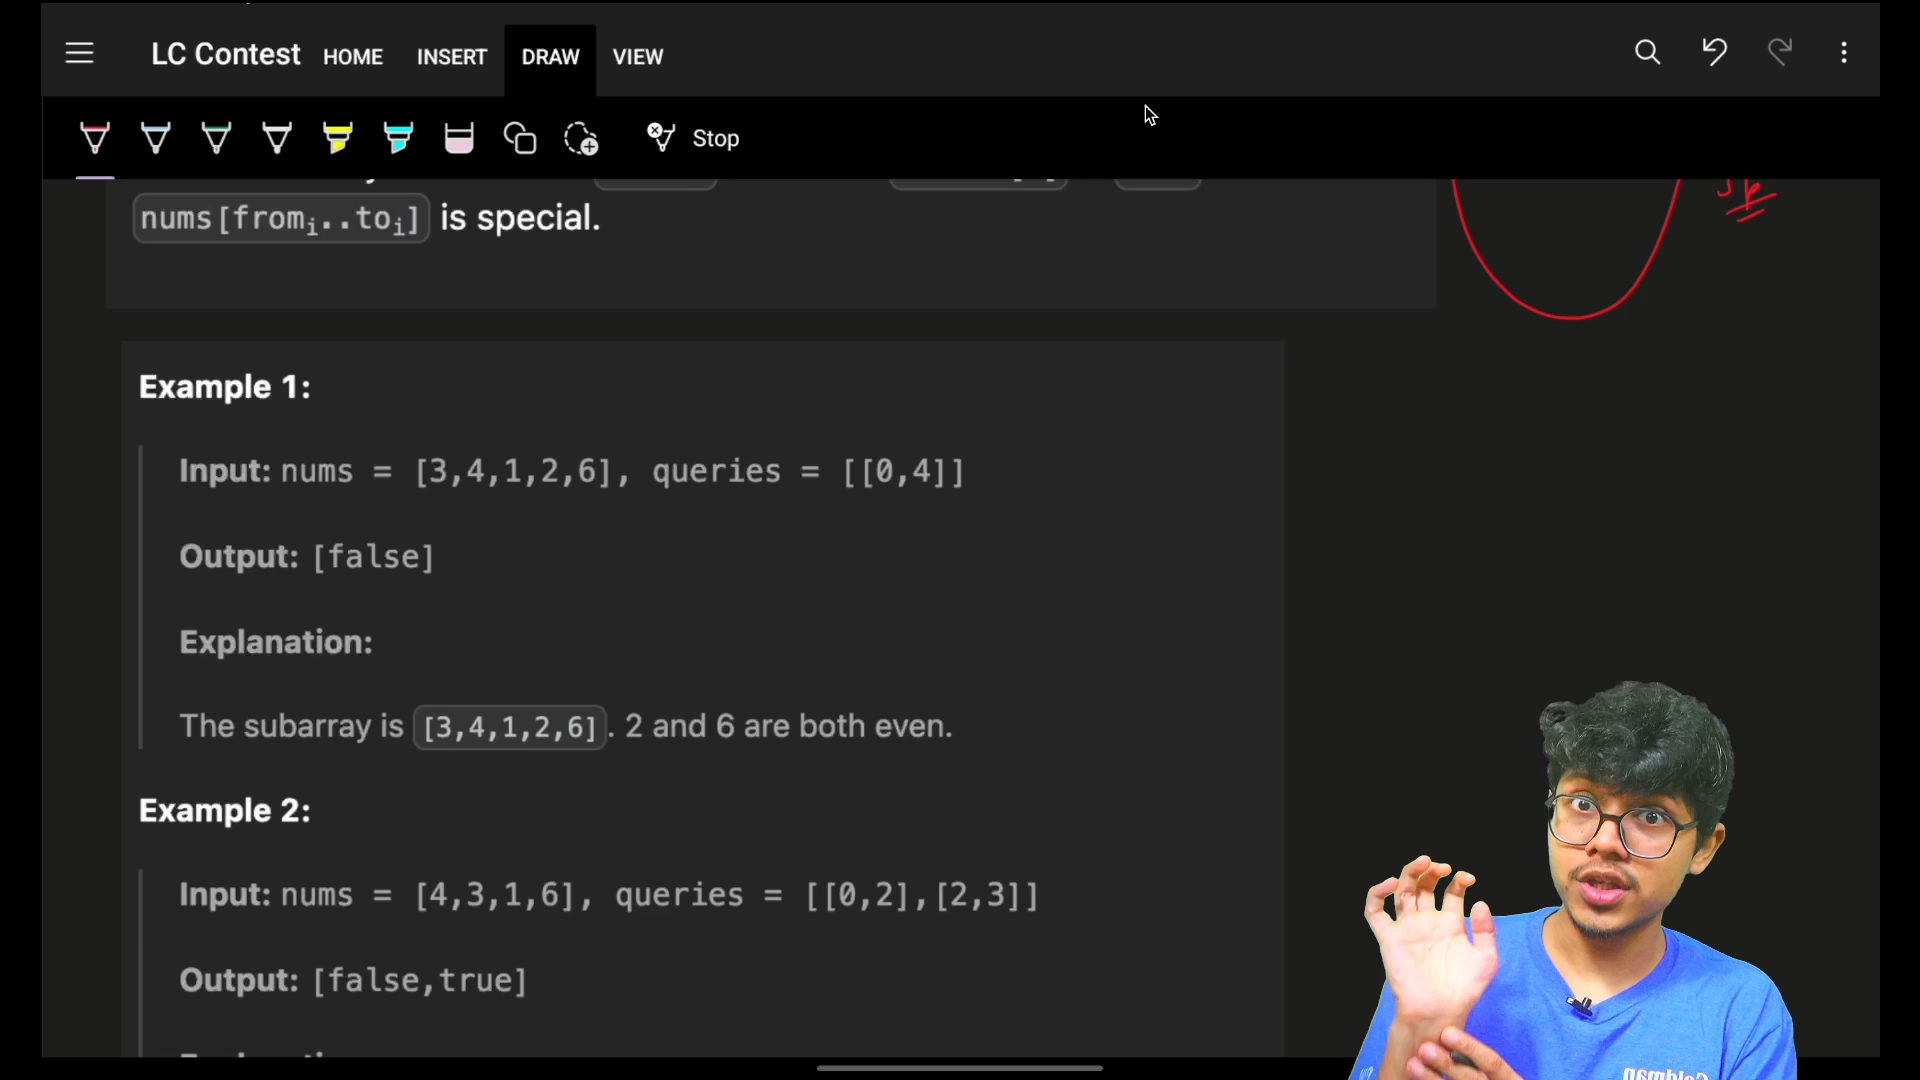 LC Contest HOME INSERT DRAW VIEW
Stop
nums[fromᵢ..toᵢ] is special.
Example 1:
Input: nums = [3,4,1,2,6], queries = [[0,4]]
Output: [false]
Explanation:
The subarray is [3,4,1,2,6]. 2 and 6 are both even.
Example 2:
Input: nums = [4,3,1,6], queries = [[0,2],[2,3]]
Output: [false,true]